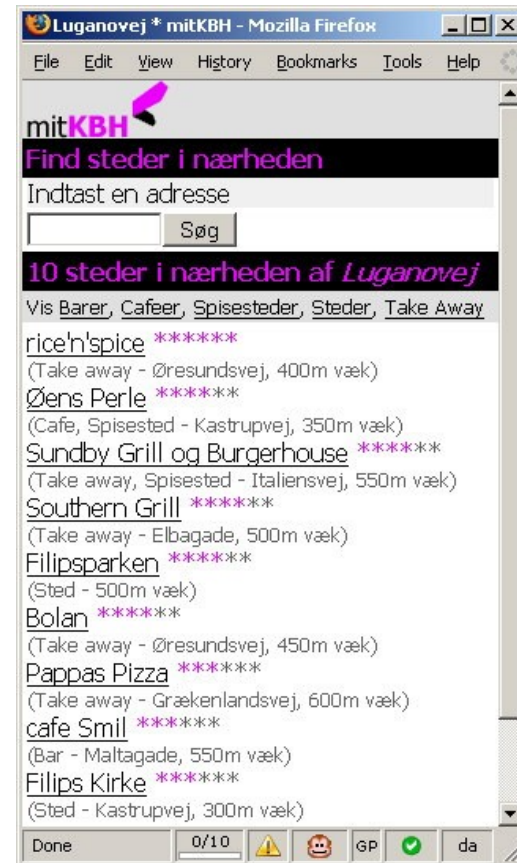 Luganovej * mitKBH - Mozilla Firefox
File Edit View History Bookmarks Tools Help
mitKBH
Find steder i nærheden
Indtast en adresse
Søg
10 steder i nærheden af Luganovej
Vis Barer, Cafeer, Spisesteder, Steder, Take Away
rice'n'spice ******
(Take away - Øresundsvej, 400m væk)
Øens Perle ******
(Cafe, Spisested - Kastrupvej, 350m væk)
Sundby Grill og Burgerhouse ******
(Take away, Spisested - Italiensvej, 550m væk)
Southern Grill ******
(Take away - Elbagade, 500m væk)
Filipsparken ******
(Sted - 500m væk)
Bolan ******
(Take away - Øresundsvej, 450m væk)
Pappas Pizza ******
(Take away - Grækenlandsvej, 600m væk)
cafe Smil ******
(Bar - Maltagade, 550m væk)
Filips Kirke ******
(Sted - Kastrupvej, 300m væk)
Done 0/10 GP da